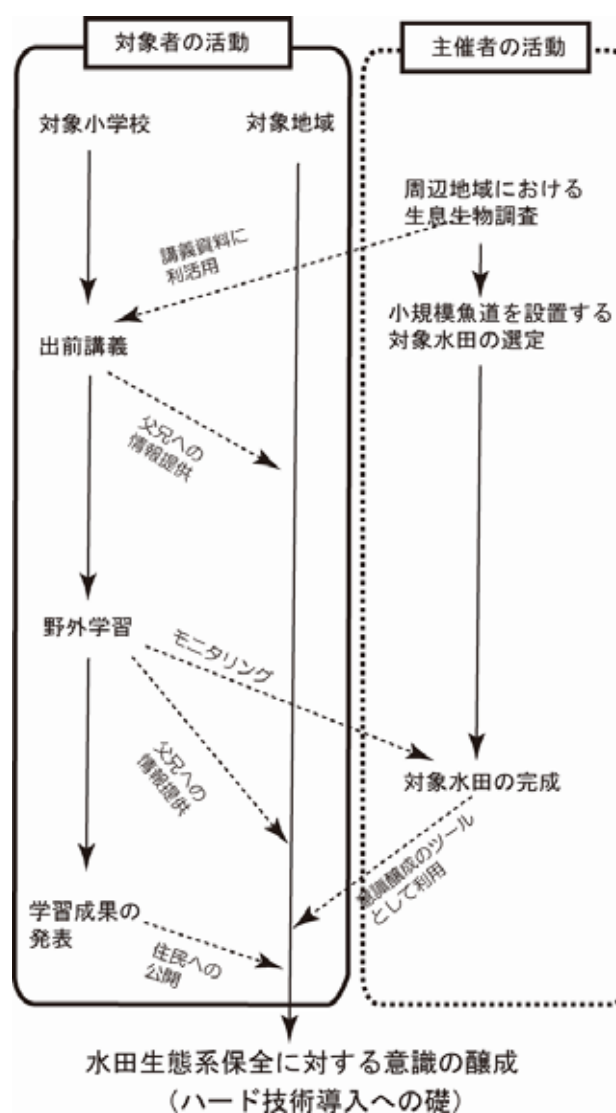 対象者の活動
主催者の活動
対象小学校
対象地域
周辺地域における
生息生物調査
講義資料に
利活用
小規模魚道を設置する
対象水田の選定
出前講義
父兄への
情報提供
野外学習
モニタリング
父兄への
情報提供
対象水田の完成
意識醸成のツール
として利用
学習成果の
発表
住民への
公開
水田生態系保全に対する意識の醸成
（ハード技術導入への礎）